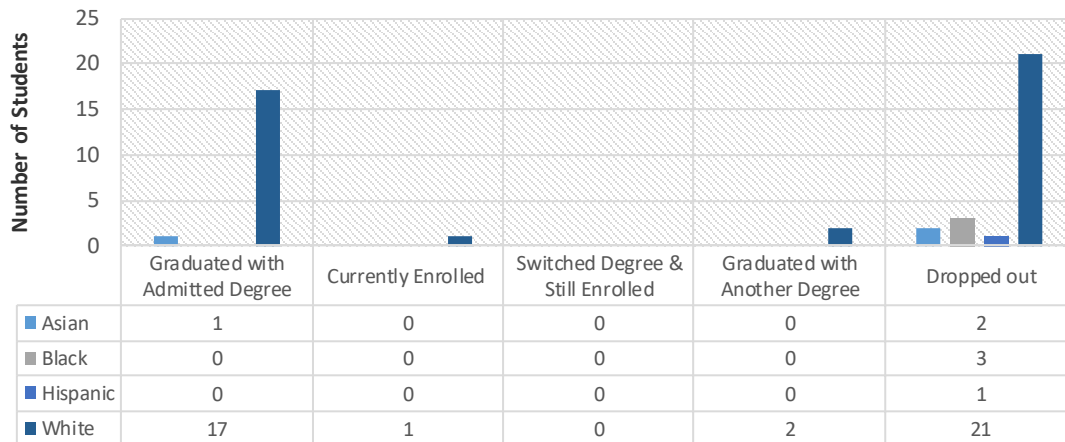 25
20
15
10
5
0
Number of Students
Graduated with Admitted Degree
Currently Enrolled
Switched Degree & Still Enrolled
Graduated with Another Degree
Dropped out
Asian 1 0 0 0 2
Black 0 0 0 0 3
Hispanic 0 0 0 0 1
White 17 1 0 2 21